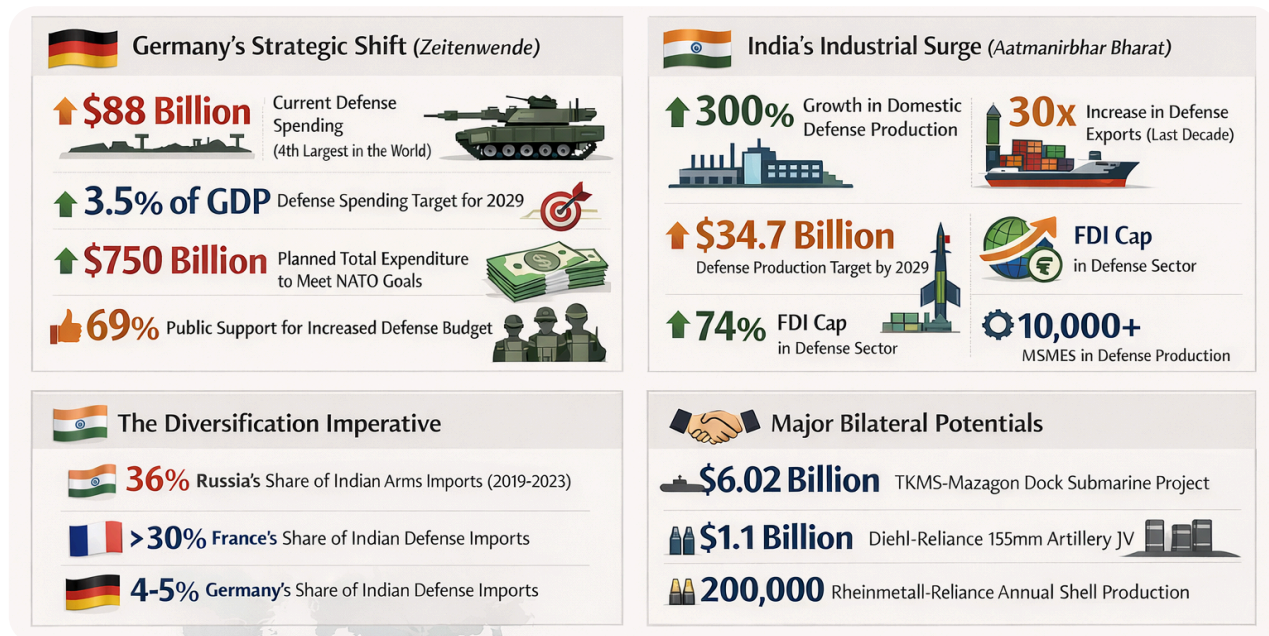 Germany's Strategic Shift (Zeitenwende)
$88 Billion
Current Defense
Spending
(4th Largest in the World)
3.5% of GDP Defense Spending Target for 2029
$750 Billion
Planned Total Expenditure
to Meet NATO Goals
69% Public Support for Increased Defense Budget
India's Industrial Surge (Aatmanirbhar Bharat)
300%
Growth in Domestic
Defense Production
30x
Increase in Defense
Exports (Last Decade)
$34.7 Billion
Defense Production Target by 2029
FDI Cap
in Defense Sector
74%
FDI Cap
in Defense Sector
10,000+
MSMES in Defense Production
The Diversification Imperative
36% Russia's Share of Indian Arms Imports (2019-2023)
>30% France's Share of Indian Defense Imports
4-5% Germany's Share of Indian Defense Imports
Major Bilateral Potentials
$6.02 Billion TKMS-Mazagon Dock Submarine Project
$1.1 Billion Diehl-Reliance 155mm Artillery JV
200,000 Rheinmetall-Reliance Annual Shell Production